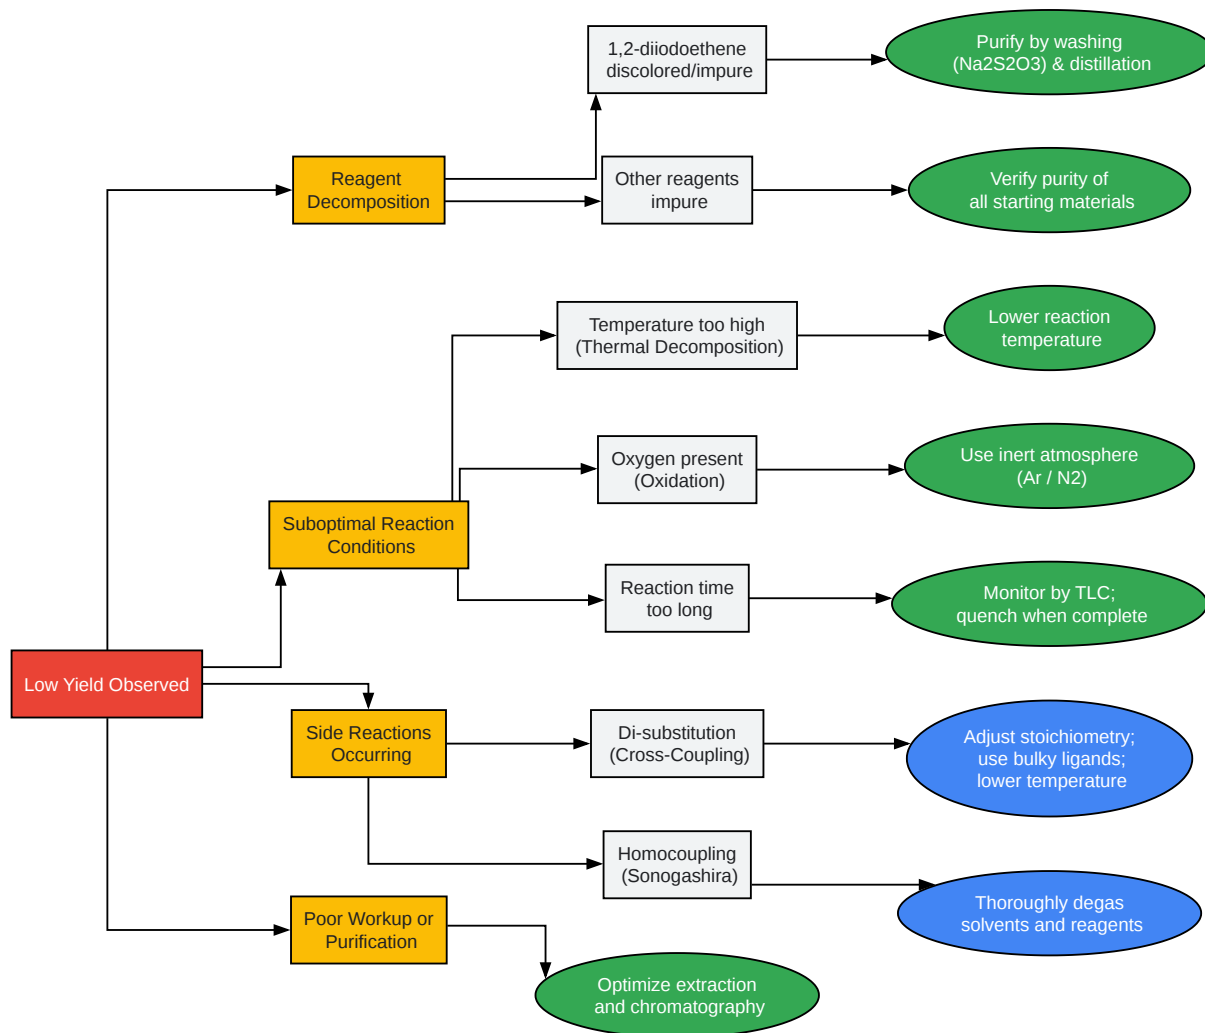 1,2-diiodoethene
discolored/impure
Purify by washing
(Na2S2O3) & distillation
Reagent
Decomposition
Other reagents
impure
Verify purity of
all starting materials
Temperature too high
(Thermal Decomposition)
Lower reaction
temperature
Oxygen present
(Oxidation)
Use inert atmosphere
(Ar / N2)
Suboptimal Reaction
Conditions
Reaction time
too long
Monitor by TLC;
quench when complete
Low Yield Observed
Side Reactions
Occurring
Di-substitution
(Cross-Coupling)
Adjust stoichiometry;
use bulky ligands;
lower temperature
Homocoupling
(Sonogashira)
Thoroughly degas
solvents and reagents
Poor Workup or
Purification
Optimize extraction
and chromatography